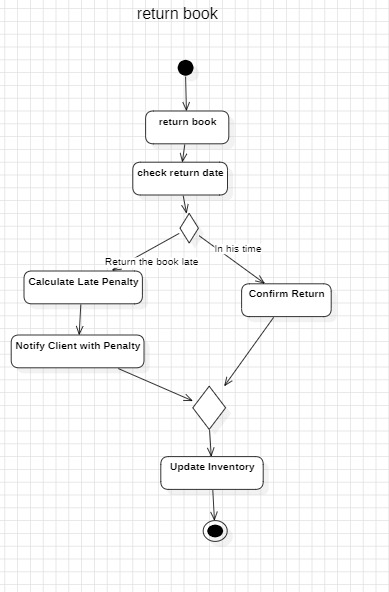 return book
return book
check return date
In his time
Return the book late
Calculate Late Penalty
Confirm Return
Notify Client with Penalty
Update Inventory